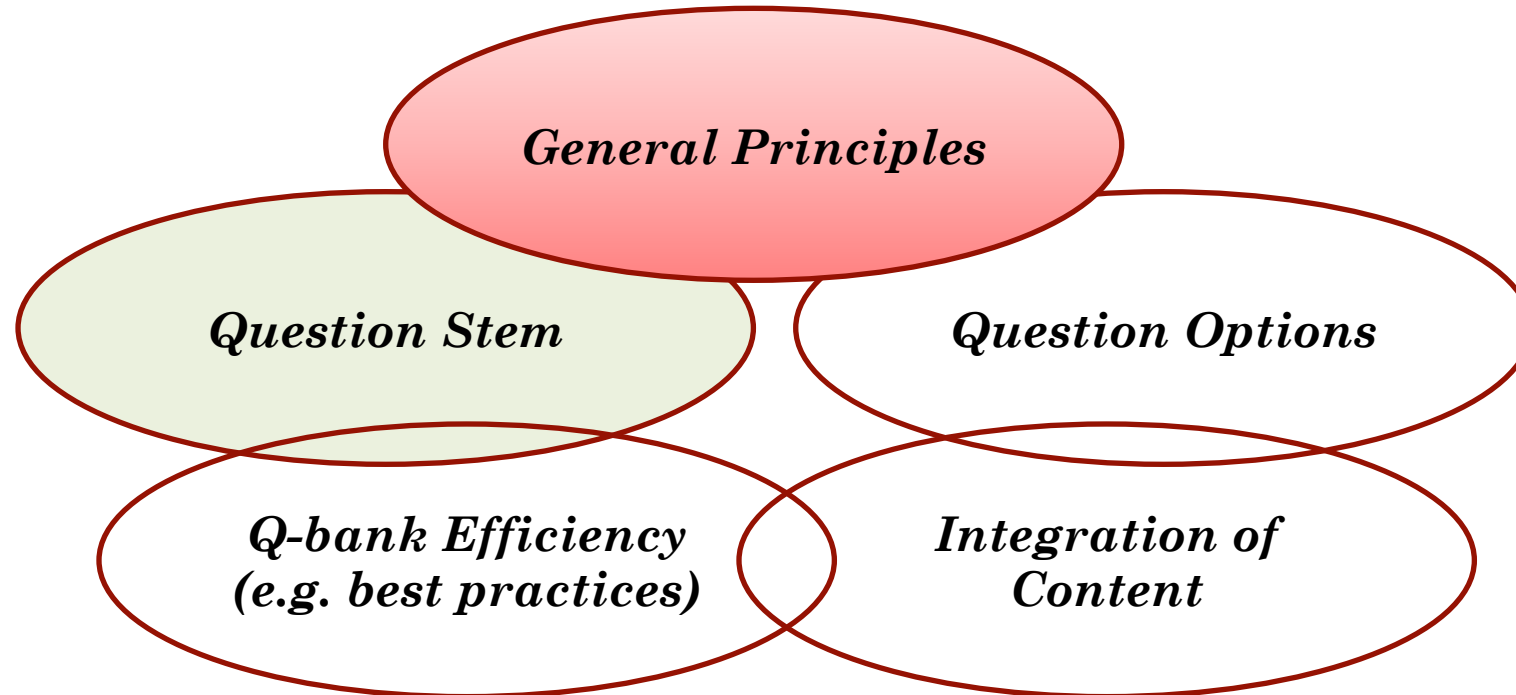 General Principles
Question Stem
Question Options
Q-bank Efficiency
(e.g. best practices)
Integration of
Content